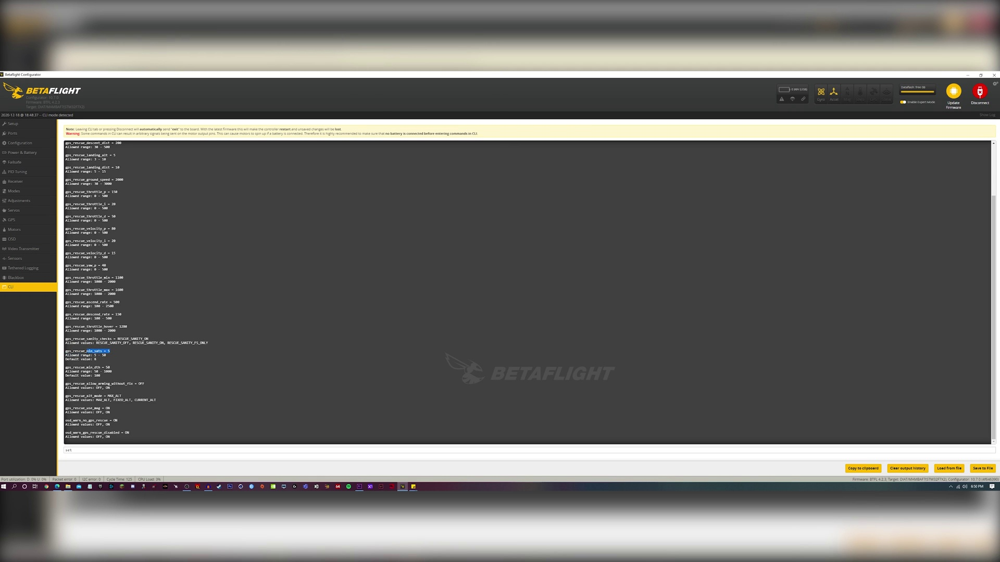 Betaflight Configurator
BETAFLIGHT
Configurator: 10.7.0
Firmware: BTFL 4.2.3
Target: DIAT/MAMBAF7(STM32F7X2)
0.99V (USB)
Gyro
Accel
Dataflash: free 0B
Enable Expert Mode
Update Firmware
Disconnect
2020-12-18 @ 18:48:37 -- CLI mode detected
Show Log
Setup
Ports
Configuration
Power & Battery
Failsafe
PID Tuning
Receiver
Modes
Adjustments
Servos
GPS
Motors
OSD
Video Transmitter
Sensors
Tethered Logging
Blackbox
CLI
Note: Leaving CLI tab or pressing Disconnect will automatically send "exit" to the board. With the latest firmware this will make the controller restart and unsaved changes will be lost.
Warning: Some commands in CLI can result in arbitrary signals being sent on the motor output pins. This can cause motors to spin up if a battery is connected. Therefore it is highly recommended to make sure that no battery is connected before entering commands in CLI.
gps_rescue_descent_dist = 200
Allowed range: 30 - 500
gps_rescue_landing_alt = 5
Allowed range: 3 - 10
gps_rescue_landing_dist = 10
Allowed range: 5 - 15
gps_rescue_ground_speed = 2000
Allowed range: 30 - 3000
gps_rescue_throttle_p = 150
Allowed range: 0 - 500
gps_rescue_throttle_i = 20
Allowed range: 0 - 500
gps_rescue_throttle_d = 50
Allowed range: 0 - 500
gps_rescue_velocity_p = 80
Allowed range: 0 - 500
gps_rescue_velocity_i = 20
Allowed range: 0 - 500
gps_rescue_velocity_d = 15
Allowed range: 0 - 500
gps_rescue_yaw_p = 40
Allowed range: 0 - 500
gps_rescue_throttle_min = 1100
Allowed range: 1000 - 2000
gps_rescue_throttle_max = 1600
Allowed range: 1000 - 2000
gps_rescue_ascend_rate = 500
Allowed range: 100 - 2500
gps_rescue_descend_rate = 150
Allowed range: 100 - 500
gps_rescue_throttle_hover = 1280
Allowed range: 1000 - 2000
gps_rescue_sanity_checks = RESCUE_SANITY_ON
Allowed values: RESCUE_SANITY_OFF, RESCUE_SANITY_ON, RESCUE_SANITY_FS_ONLY
gps_rescue_min_sats = 5
Allowed range: 5 - 50
Default value: 8
gps_rescue_min_dth = 50
Allowed range: 50 - 1000
Default value: 100
gps_rescue_allow_arming_without_fix = OFF
Allowed values: OFF, ON
gps_rescue_alt_mode = MAX_ALT
Allowed values: MAX_ALT, FIXED_ALT, CURRENT_ALT
gps_rescue_use_mag = ON
Allowed values: OFF, ON
osd_warn_no_gps_rescue = ON
Allowed values: OFF, ON
osd_warn_gps_rescue_disabled = ON
Allowed values: OFF, ON
BETAFLIGHT
set
Copy to clipboard
Clear output history
Load from file
Save to File
Port utilization: D: 0% U: 0%
Packet error: 0
I2C error: 0
Cycle Time: 125
CPU Load: 3%
Firmware: BTFL 4.2.3, Target: DIAT/MAMBAF7(STM32F7X2), Configurator: 10.7.0 (4f646390)
64
6:50 PM